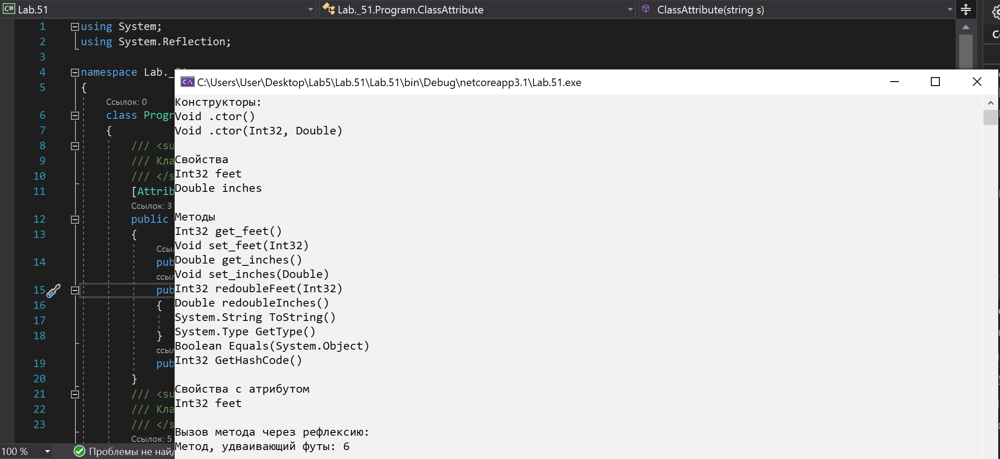 C# Lab.51
Lab._51.Program.ClassAttribute
ClassAttribute(string s)
1 using System;
2 using System.Reflection;
3
4 namespace Lab._51
5 {
Ссылок: 0
6 class Progr
7 {
8 /// <su
9 /// Кла
10 /// </s
11 [Attrib
Ссылок: 3
12 public
13 {
Ссыл
14 pub
ссыл
15 pub
16 {
17
18 }
ссыл
19 pub
20 }
21 /// <su
22 /// Кла
23 /// </s
Ссылок: 5
100 %
Проблемы не найд
C:\Users\User\Desktop\Lab5\Lab.51\Lab.51\bin\Debug\netcoreapp3.1\Lab.51.exe
Конструкторы:
Void .ctor()
Void .ctor(Int32, Double)
Свойства
Int32 feet
Double inches
Методы
Int32 get_feet()
Void set_feet(Int32)
Double get_inches()
Void set_inches(Double)
Int32 redoubleFeet(Int32)
Double redoubleInches()
System.String ToString()
System.Type GetType()
Boolean Equals(System.Object)
Int32 GetHashCode()
Свойства с атрибутом
Int32 feet
Вызов метода через рефлексию:
Метод, удваивающий футы: 6